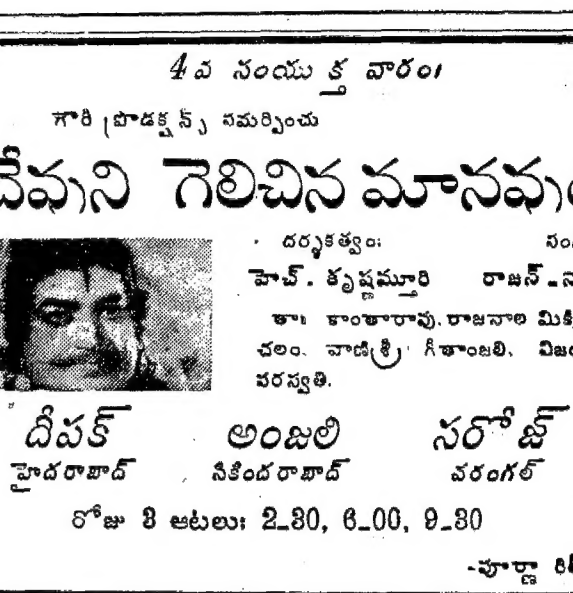 4వ సంయుక్త వారం!
గౌరి ప్రొడక్షన్స్ సమర్పించు
దేవుని గెలిచిన మానవు
దర్శకత్వం: సం
హెచ్. కృష్ణమూర్తి రాజన్-నా
తా: కాంతారావు. రాజనాల మికి
చలం. వాణిశ్రీ గీతాంజలి. విజ
సరస్వతి.
దీపక్ అంజలి సరోజ్
హైదరాబాద్ సికింద్రాబాద్ వరంగల్
రోజు 3 ఆటలు: 2-30, 6-00, 9-30
-పూర్ణా రి